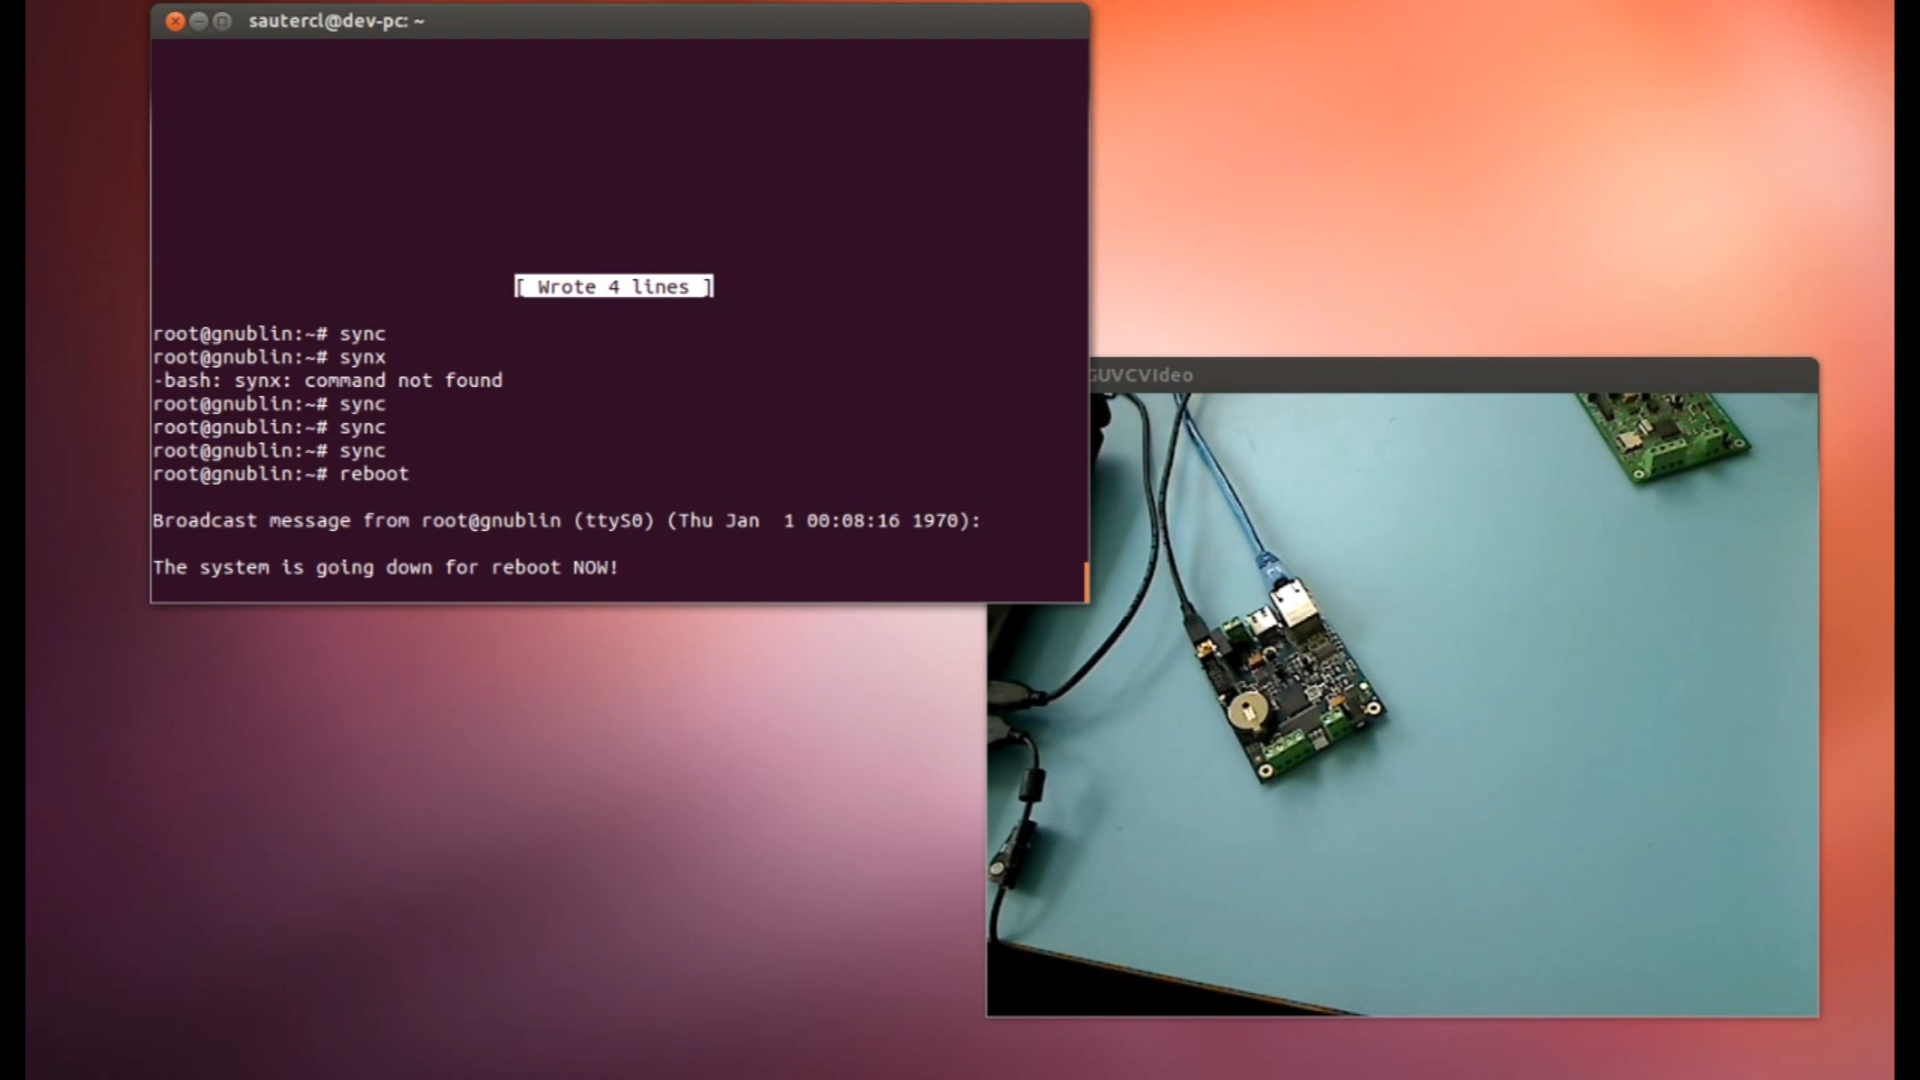 sautercl@dev-pc: ~
[ Wrote 4 lines ]
root@gnublin:~# sync
root@gnublin:~# synx
-bash: synx: command not found
root@gnublin:~# sync
root@gnublin:~# sync
root@gnublin:~# sync
root@gnublin:~# reboot
Broadcast message from root@gnublin (ttyS0) (Thu Jan  1 00:08:16 1970):
The system is going down for reboot NOW!
GUVCVIdeo